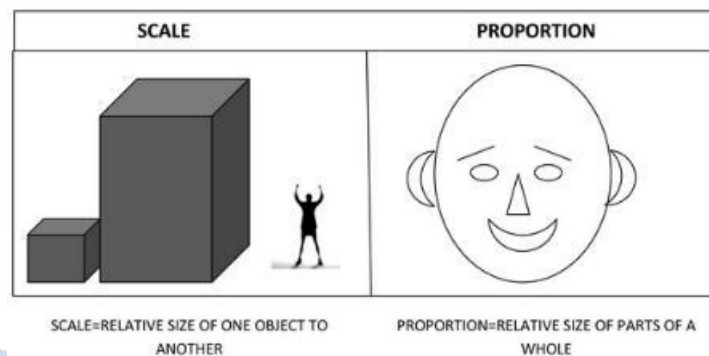 SCALE
PROPORTION
SCALE=RELATIVE SIZE OF ONE OBJECT TO
ANOTHER
PROPORTION=RELATIVE SIZE OF PARTS OF A
WHOLE